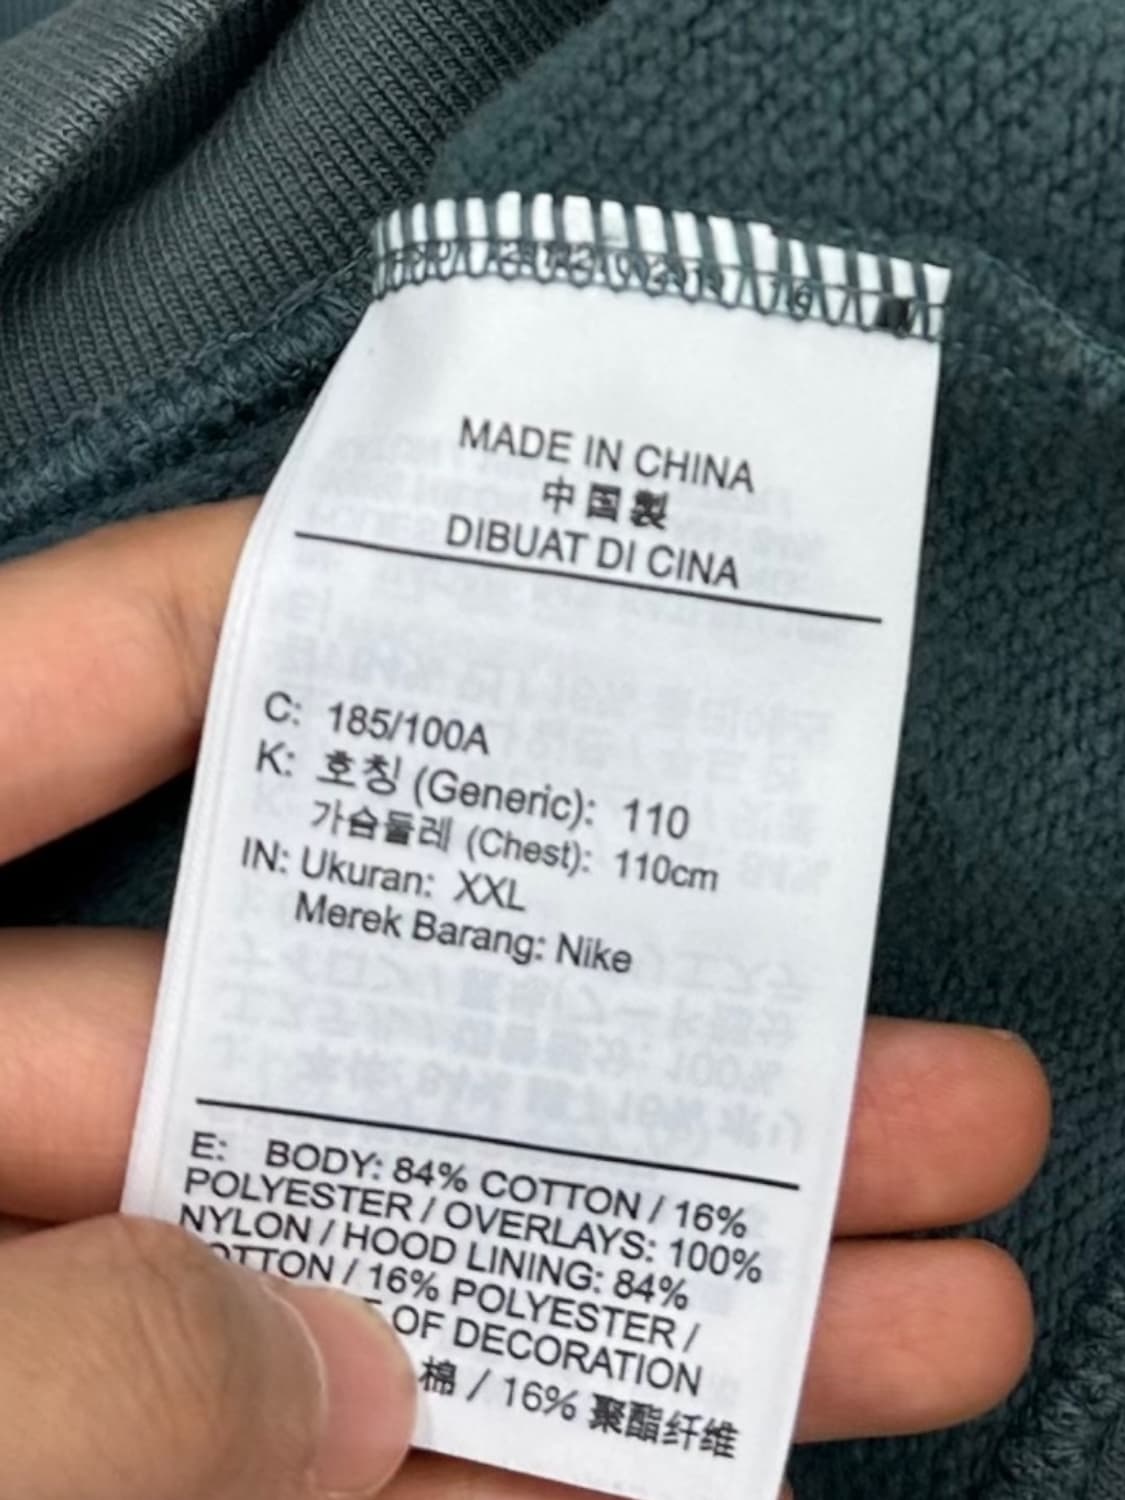 MADE IN CHINA
中国製
DIBUAT DI CINA
C: 185/100A
K: 호칭 (Generic): 110
가슴둘레 (Chest): 110cm
IN: Ukuran: XXL
Merek Barang: Nike
E: BODY: 84% COTTON / 16%
POLYESTER / OVERLAYS: 100%
NYLON / HOOD LINING: 84%
OTTON / 16% POLYESTER /
OF DECORATION
棉 / 16% 聚酯纤维